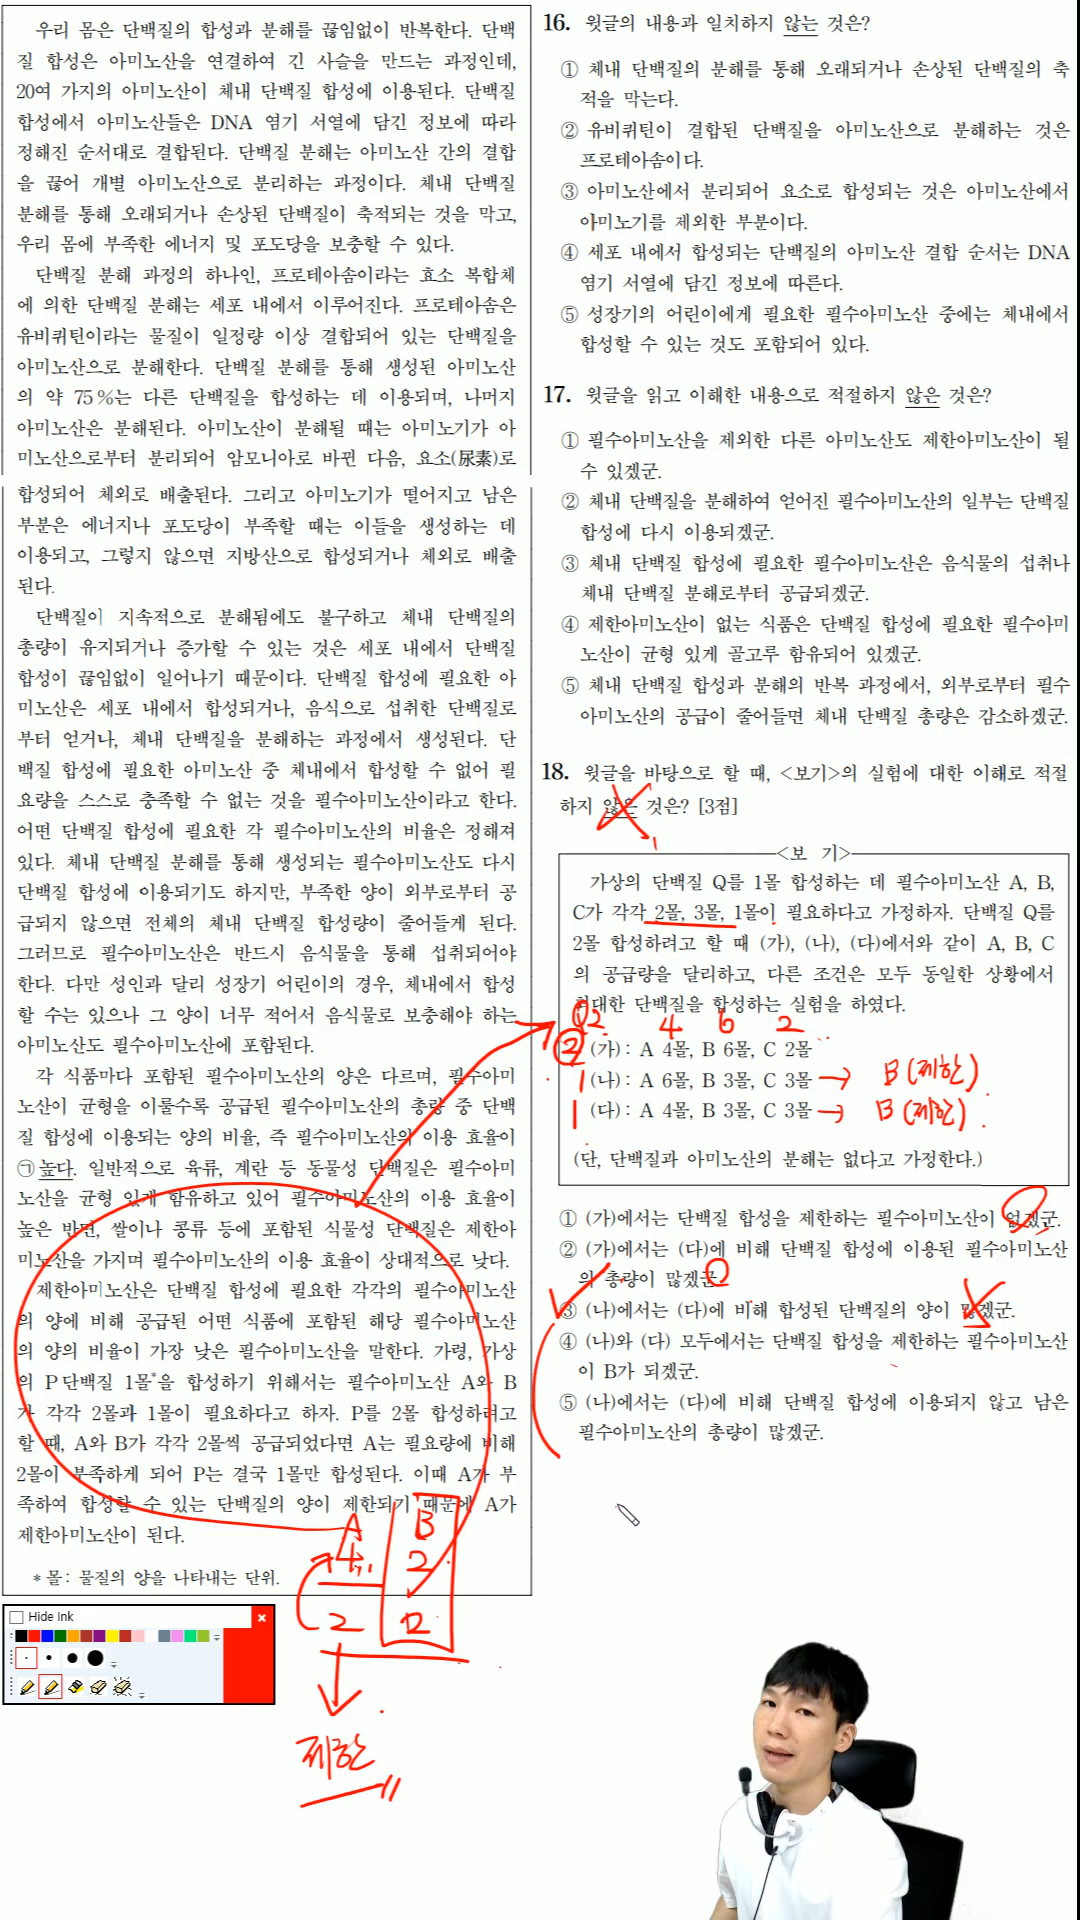 우리 몸은 단백질의 합성과 분해를 끊임없이 반복한다. 단백
질 합성은 아미노산을 연결하여 긴 사슬을 만드는 과정인데,
20여 가지의 아미노산이 체내 단백질 합성에 이용된다. 단백질
합성에서 아미노산들은 DNA 염기 서열에 담긴 정보에 따라
정해진 순서대로 결합된다. 단백질 분해는 아미노산 간의 결합
을 끊어 개별 아미노산으로 분리하는 과정이다. 체내 단백질
분해를 통해 오래되거나 손상된 단백질이 축적되는 것을 막고,
우리 몸에 부족한 에너지 및 포도당을 보충할 수 있다.
단백질 분해 과정의 하나인, 프로테아솜이라는 효소 복합체
에 의한 단백질 분해는 세포 내에서 이루어진다. 프로테아솜은
유비퀴틴이라는 물질이 일정량 이상 결합되어 있는 단백질을
아미노산으로 분해한다. 단백질 분해를 통해 생성된 아미노산
의 약 75%는 다른 단백질을 합성하는 데 이용되며, 나머지
아미노산은 분해된다. 아미노산이 분해될 때는 아미노기가 아
미노산으로부터 분리되어 암모니아로 바뀐 다음, 요소(尿素)로
합성되어 체외로 배출된다. 그리고 아미노기가 떨어지고 남은
부분은 에너지나 포도당이 부족할 때는 이들을 생성하는 데
이용되고, 그렇지 않으면 지방산으로 합성되거나 체외로 배출
된다.
단백질이 지속적으로 분해됨에도 불구하고 체내 단백질의
총량이 유지되거나 증가할 수 있는 것은 세포 내에서 단백질
합성이 끊임없이 일어나기 때문이다. 단백질 합성에 필요한 아
미노산은 세포 내에서 합성되거나, 음식으로 섭취한 단백질로
부터 얻거나, 체내 단백질을 분해하는 과정에서 생성된다. 단
백질 합성에 필요한 아미노산 중 체내에서 합성할 수 없어 필
요량을 스스로 충족할 수 없는 것을 필수아미노산이라고 한다.
어떤 단백질 합성에 필요한 각 필수아미노산의 비율은 정해져
있다. 체내 단백질 분해를 통해 생성되는 필수아미노산도 다시
단백질 합성에 이용되기도 하지만, 부족한 양이 외부로부터 공
급되지 않으면 전체의 체내 단백질 합성량이 줄어들게 된다.
그러므로 필수아미노산은 반드시 음식물을 통해 섭취되어야
한다. 다만 성인과 달리 성장기 어린이의 경우, 체내에서 합성
할 수는 있으나 그 양이 너무 적어서 음식물로 보충해야 하는
아미노산도 필수아미노산에 포함된다.
각 식품마다 포함된 필수아미노산의 양은 다르며, 필수아미
노산이 균형을 이룰수록 공급된 필수아미노산의 총량 중 단백
질 합성에 이용되는 양의 비율, 즉 필수아미노산의 이용 효율이
㉠높다. 일반적으로 육류, 계란 등 동물성 단백질은 필수아미
노산을 균형 있게 함유하고 있어 필수아미노산의 이용 효율이
높은 반면, 쌀이나 콩류 등에 포함된 식물성 단백질은 제한아
미노산을 가지며 필수아미노산의 이용 효율이 상대적으로 낮다.
제한아미노산은 단백질 합성에 필요한 각각의 필수아미노산
의 양에 비해 공급된 어떤 식품에 포함된 해당 필수아미노산
의 양의 비율이 가장 낮은 필수아미노산을 말한다. 가령, 가상
의 P단백질 1몰*을 합성하기 위해서는 필수아미노산 A와 B
가 각각 2몰과 1몰이 필요하다고 하자. P를 2몰 합성하려고
할 때, A와 B가 각각 2몰씩 공급되었다면 A는 필요량에 비해
2몰이 부족하게 되어 P는 결국 1몰만 합성된다. 이때 A가 부
족하여 합성할 수 있는 단백질의 양이 제한되기 때문에 A가
제한아미노산이 된다.
* 몰: 물질의 양을 나타내는 단위.
A B
4 2
2 2
제한
Hide Ink
16. 윗글의 내용과 일치하지 않는 것은?
① 체내 단백질의 분해를 통해 오래되거나 손상된 단백질의 축
적을 막는다.
② 유비퀴틴이 결합된 단백질을 아미노산으로 분해하는 것은
프로테아솜이다.
③ 아미노산에서 분리되어 요소로 합성되는 것은 아미노산에서
아미노기를 제외한 부분이다.
④ 세포 내에서 합성되는 단백질의 아미노산 결합 순서는 DNA
염기 서열에 담긴 정보에 따른다.
⑤ 성장기의 어린이에게 필요한 필수아미노산 중에는 체내에서
합성할 수 있는 것도 포함되어 있다.
17. 윗글을 읽고 이해한 내용으로 적절하지 않은 것은?
① 필수아미노산을 제외한 다른 아미노산도 제한아미노산이 될
수 있겠군.
② 체내 단백질을 분해하여 얻어진 필수아미노산의 일부는 단백질
합성에 다시 이용되겠군.
③ 체내 단백질 합성에 필요한 필수아미노산은 음식물의 섭취나
체내 단백질 분해로부터 공급되겠군.
④ 제한아미노산이 없는 식품은 단백질 합성에 필요한 필수아미
노산이 균형 있게 골고루 함유되어 있겠군.
⑤ 체내 단백질 합성과 분해의 반복 과정에서, 외부로부터 필수
아미노산의 공급이 줄어들면 체내 단백질 총량은 감소하겠군.
18. 윗글을 바탕으로 할 때, <보기>의 실험에 대한 이해로 적절
하지 않은 것은? [3점]
<보 기>
가상의 단백질 Q를 1몰 합성하는 데 필수아미노산 A, B,
C가 각각 2몰, 3몰, 1몰이 필요하다고 가정하자. 단백질 Q를
2몰 합성하려고 할 때 (가), (나), (다)에서와 같이 A, B, C
의 공급량을 달리하고, 다른 조건은 모두 동일한 상황에서
최대한 단백질을 합성하는 실험을 하였다.
Q2 4 6 2
2 (가): A 4몰, B 6몰, C 2몰
1 (나): A 6몰, B 3몰, C 3몰 → B (제한)
1 (다): A 4몰, B 3몰, C 3몰 → B (제한)
(단, 단백질과 아미노산의 분해는 없다고 가정한다.)
① (가)에서는 단백질 합성을 제한하는 필수아미노산이 없겠군.
② (가)에서는 (다)에 비해 단백질 합성에 이용된 필수아미노산
의 총량이 많겠군.
③ (나)에서는 (다)에 비해 합성된 단백질의 양이 많겠군.
④ (나)와 (다) 모두에서는 단백질 합성을 제한하는 필수아미노산
이 B가 되겠군.
⑤ (나)에서는 (다)에 비해 단백질 합성에 이용되지 않고 남은
필수아미노산의 총량이 많겠군.